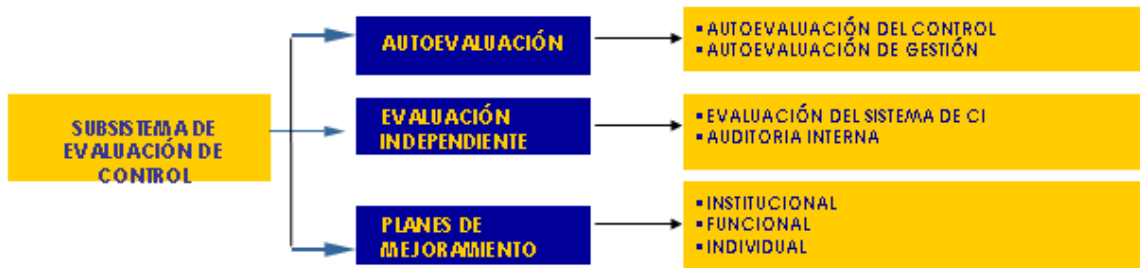 SUBSISTEMA DE
EVALUACIÓN DE
CONTROL
AUTOEVALUACIÓN
▪ AUTOEVALUACIÓN DEL CONTROL
▪ AUTOEVALUACIÓN DE GESTIÓN
EVALUACIÓN
INDEPENDIENTE
▪ EVALUACIÓN DEL SISTEMA DE CI
▪ AUDITORIA INTERNA
PLANES DE
MEJORAMIENTO
▪ INSTITUCIONAL
▪ FUNCIONAL
▪ INDIVIDUAL